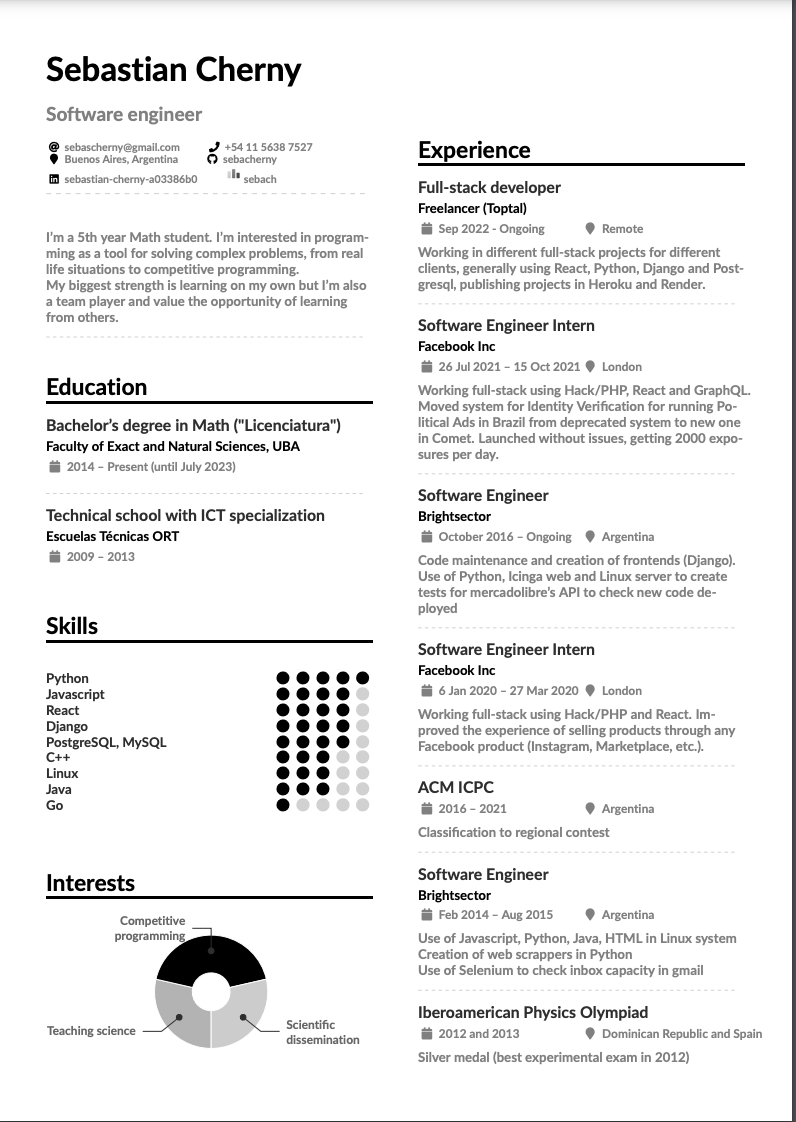 Sebastian Cherny
Software engineer
sebascherny@gmail.com
+54 11 5638 7527
Buenos Aires, Argentina
sebacherny
sebastian-cherny-a03386b0
sebach
I'm a 5th year Math student. I'm interested in program-
ming as a tool for solving complex problems, from real
life situations to competitive programming.
My biggest strength is learning on my own but I'm also
a team player and value the opportunity of learning
from others.
Education
Bachelor's degree in Math ("Licenciatura")
Faculty of Exact and Natural Sciences, UBA
2014 – Present (until July 2023)
Technical school with ICT specialization
Escuelas Técnicas ORT
2009 – 2013
Skills
Python
Javascript
React
Django
PostgreSQL, MySQL
C++
Linux
Java
Go
Interests
Competitive
programming
Teaching science
Scientific
dissemination
Experience
Full-stack developer
Freelancer (Toptal)
Sep 2022 - Ongoing
Remote
Working in different full-stack projects for different
clients, generally using React, Python, Django and Post-
gresql, publishing projects in Heroku and Render.
Software Engineer Intern
Facebook Inc
26 Jul 2021 – 15 Oct 2021
London
Working full-stack using Hack/PHP, React and GraphQL.
Moved system for Identity Verification for running Po-
litical Ads in Brazil from deprecated system to new one
in Comet. Launched without issues, getting 2000 expo-
sures per day.
Software Engineer
Brightsector
October 2016 – Ongoing
Argentina
Code maintenance and creation of frontends (Django).
Use of Python, Icinga web and Linux server to create
tests for mercadolibre's API to check new code de-
ployed
Software Engineer Intern
Facebook Inc
6 Jan 2020 – 27 Mar 2020
London
Working full-stack using Hack/PHP and React. Im-
proved the experience of selling products through any
Facebook product (Instagram, Marketplace, etc.).
ACM ICPC
2016 – 2021
Argentina
Classification to regional contest
Software Engineer
Brightsector
Feb 2014 – Aug 2015
Argentina
Use of Javascript, Python, Java, HTML in Linux system
Creation of web scrappers in Python
Use of Selenium to check inbox capacity in gmail
Iberoamerican Physics Olympiad
2012 and 2013
Dominican Republic and Spain
Silver medal (best experimental exam in 2012)